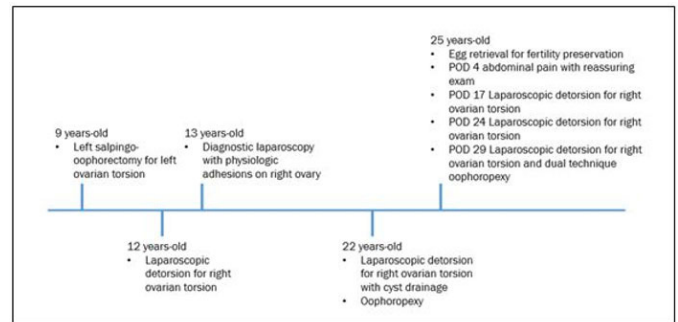 25 years-old
• Egg retrieval for fertility preservation
• POD 4 abdominal pain with reassuring
exam
• POD 17 Laparoscopic detorsion for right
ovarian torsion
• POD 24 Laparoscopic detorsion for right
ovarian torsion
• POD 29 Laparoscopic detorsion for right
ovarian torsion and dual technique
oophoropexy
9 years-old
• Left salpingo-
oophorectomy for left
ovarian torsion
13 years-old
• Diagnostic laparoscopy
with physiologic
adhesions on right ovary
12 years-old
• Laparoscopic
detorsion for right
ovarian torsion
22 years-old
• Laparoscopic detorsion
for right ovarian torsion
with cyst drainage
• Oophoropexy